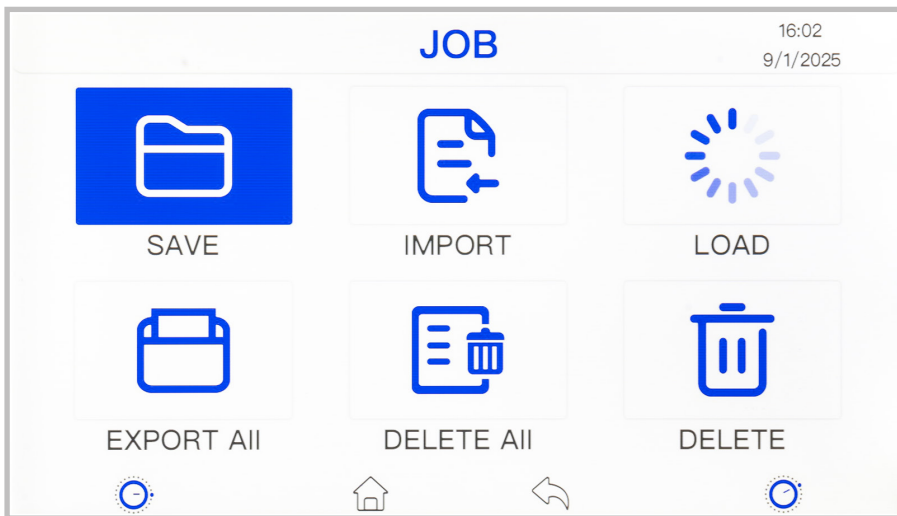 JOB
16:02
9/1/2025
SAVE
IMPORT
LOAD
EXPORT All
DELETE All
DELETE